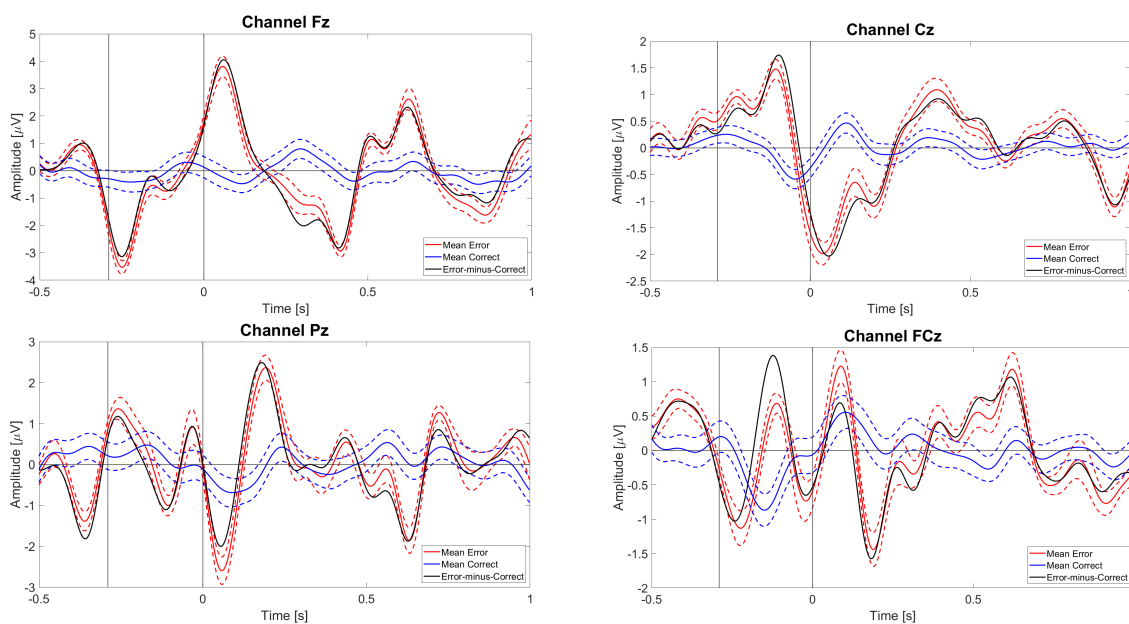 Channel Fz
5
4
3
2
1
0
-1
-2
-3
-4
Amplitude [μV]
-0.5
0
0.5
1
Time [s]
Mean Error
Mean Correct
Error-minus-Correct
Channel Cz
2
1.5
1
0.5
0
-0.5
-1
-1.5
-2
-2.5
Amplitude [μV]
-0.5
0
0.5
1
Time [s]
Mean Error
Mean Correct
Error-minus-Correct
Channel Pz
3
2
1
0
-1
-2
-3
Amplitude [μV]
-0.5
0
0.5
1
Time [s]
Mean Error
Mean Correct
Error-minus-Correct
Channel FCz
1.5
1
0.5
0
-0.5
-1
-1.5
-2
Amplitude [μV]
-0.5
0
0.5
1
Time [s]
Mean Error
Mean Correct
Error-minus-Correct